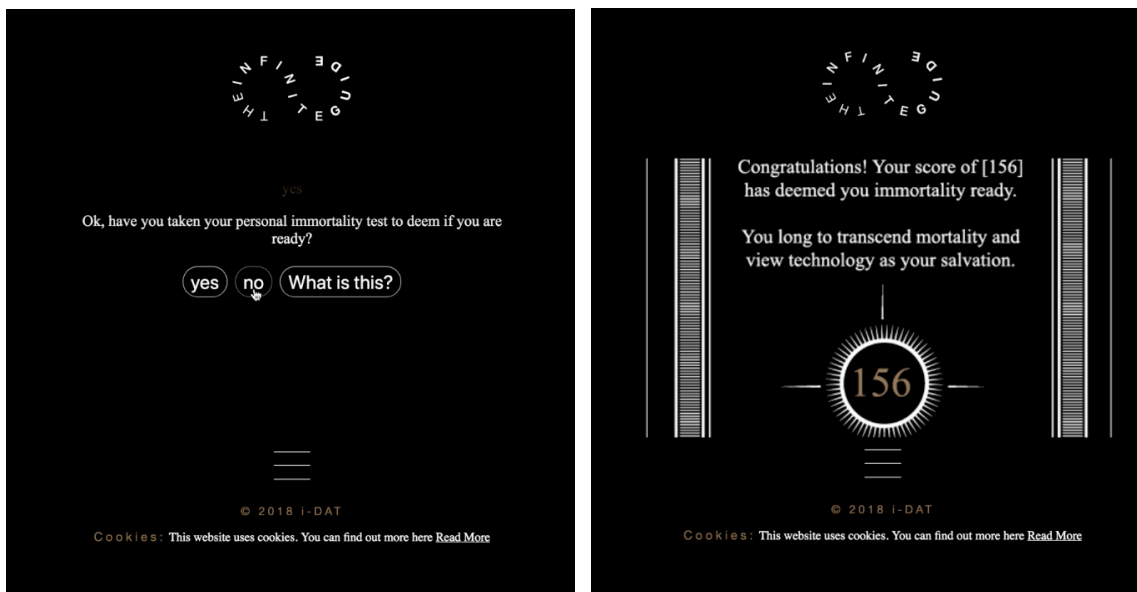 THE INFINITE GUIDE
yes
Ok, have you taken your personal immortality test to deem if you are
ready?
yes
no
What is this?
© 2018 i-DAT
Cookies: This website uses cookies. You can find out more here Read More
THE INFINITE GUIDE
Congratulations! Your score of [156]
has deemed you immortality ready.
You long to transcend mortality and
view technology as your salvation.
156
© 2018 i-DAT
Cookies: This website uses cookies. You can find out more here Read More